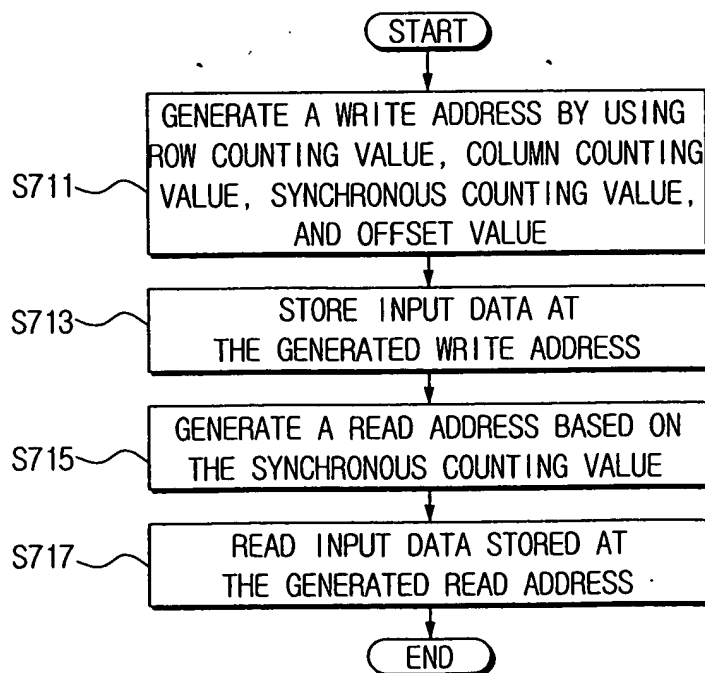 START
GENERATE A WRITE ADDRESS BY USING
ROW COUNTING VALUE, COLUMN COUNTING
VALUE, SYNCHRONOUS COUNTING VALUE,
AND OFFSET VALUE
S711
STORE INPUT DATA AT
THE GENERATED WRITE ADDRESS
S713
GENERATE A READ ADDRESS BASED ON
THE SYNCHRONOUS COUNTING VALUE
S715
READ INPUT DATA STORED AT
THE GENERATED READ ADDRESS
S717
END